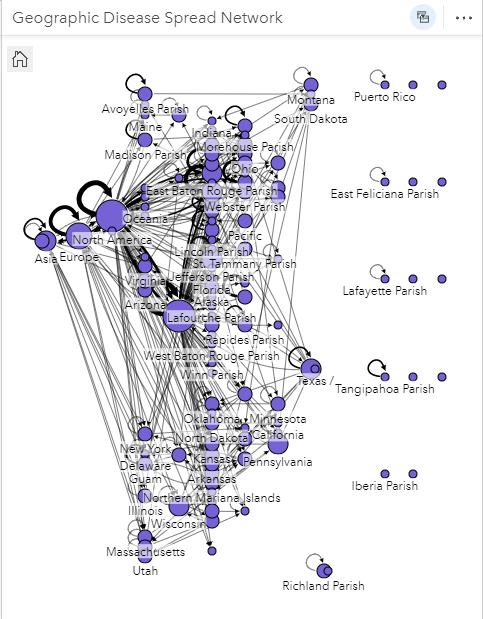 Geographic Disease Spread Network
Puerto Rico
Montana
Avoyelles Parish
South Dakota
Maine
Indiana
Morehouse Parish
Madison Parish
Ohio
East Baton Rouge Parish
East Feliciana Parish
Webster Parish
Oceania
Pacific
North America
Lincoln Parish
Asia
Europe
St. Tammany Parish
Jefferson Parish
Virginia
Florida
Lafayette Parish
Alaska
Arizona
Lafourche Parish
Rapides Parish
West Baton Rouge Parish
Winn Parish
Texas /
Tangipahoa Parish
Oklahoma
Minnesota
North Dakota
California
New York
Kansas
Pennsylvania
Delaware
Guam
Arkansas
Iberia Parish
Northern Mariana Islands
Illinois
Wisconsin
Massachusetts
Utah
Richland Parish